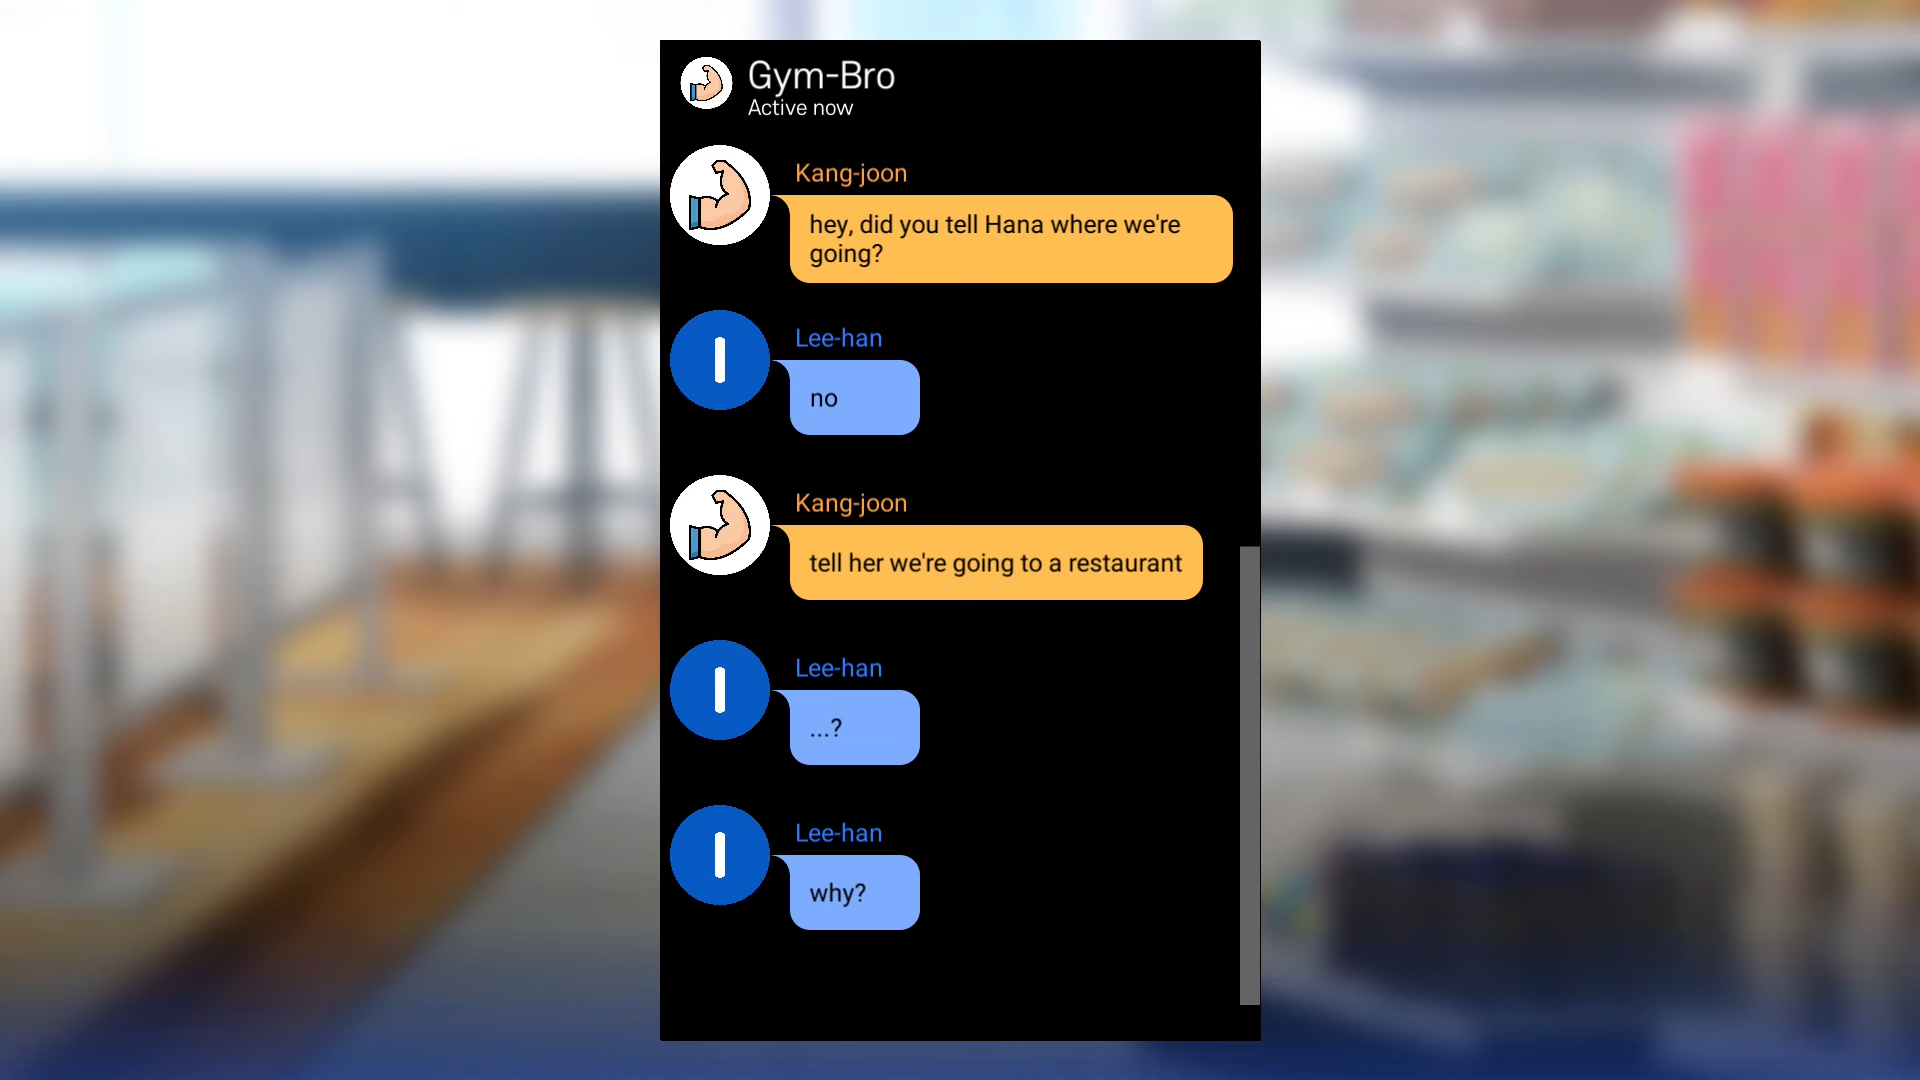 Gym-Bro
Active now
Kang-joon
hey, did you tell Hana where we're
going?
Lee-han
no
Kang-joon
tell her we're going to a restaurant
Lee-han
...?
Lee-han
why?